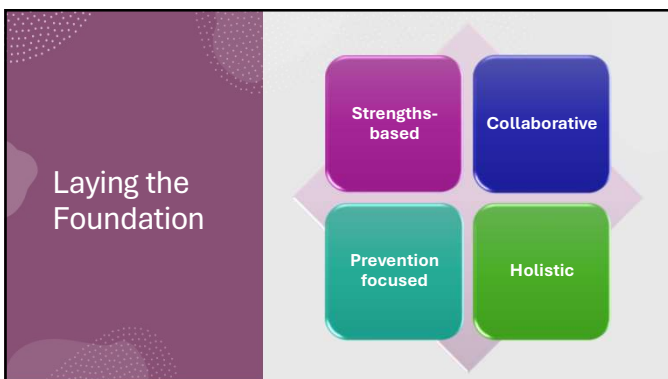 Laying the
Foundation
Strengths-
based
Collaborative
Prevention
focused
Holistic